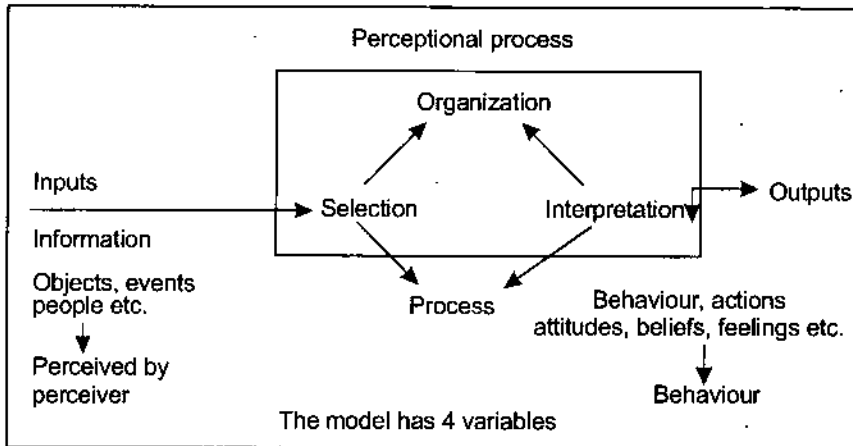 Perceptional process
Organization
Inputs
Selection
Interpretation
Outputs
Information
Objects, events
people etc.
Process
Behaviour, actions
attitudes, beliefs, feelings etc.
Perceived by
perceiver
Behaviour
The model has 4 variables